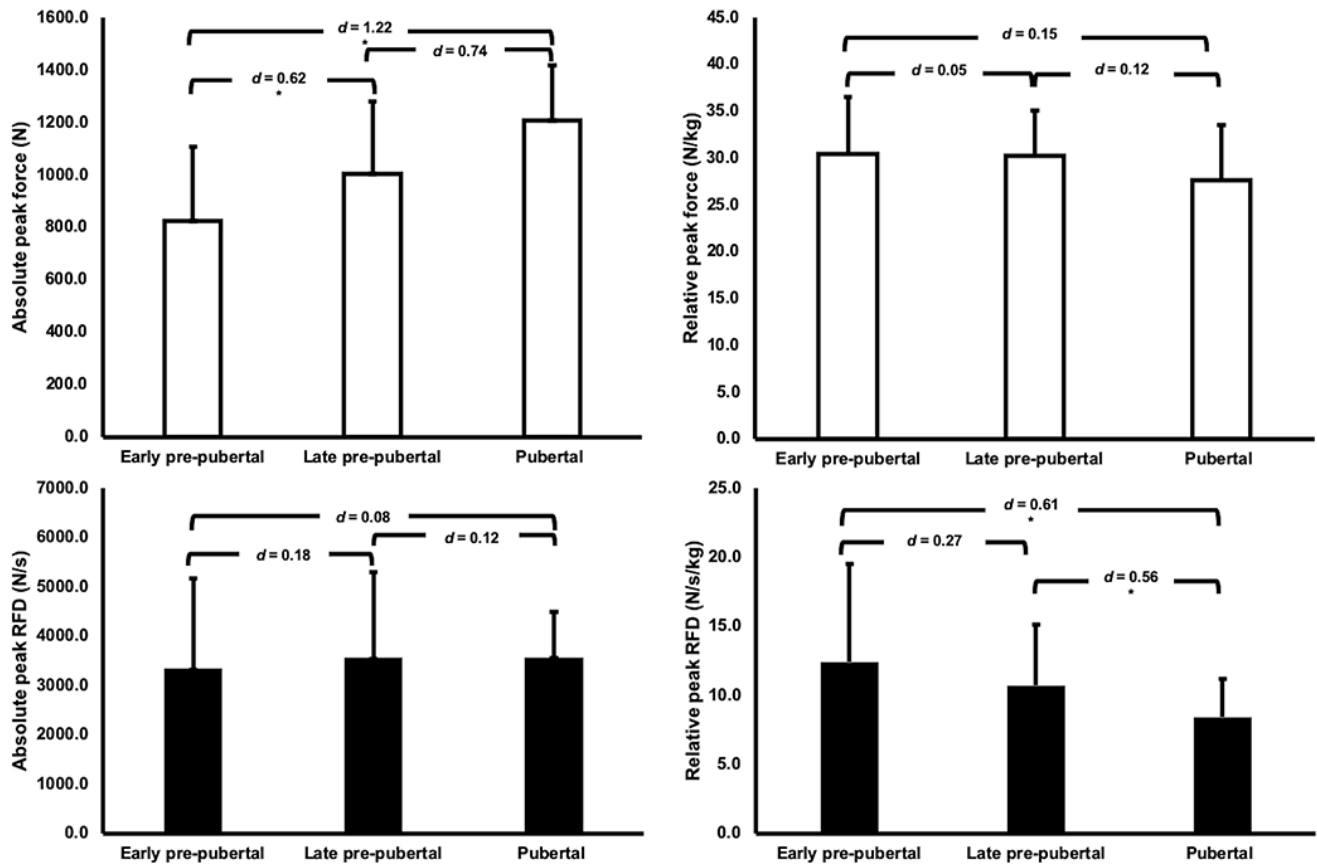 Absolute peak force (N)
1600.0
1400.0
1200.0
1000.0
800.0
600.0
400.0
200.0
0.0
d = 1.22
*
d = 0.74
d = 0.62
*
Early pre-pubertal Late pre-pubertal Pubertal
Relative peak force (N/kg)
45.0
40.0
35.0
30.0
25.0
20.0
15.0
10.0
5.0
0.0
d = 0.15
d = 0.05
d = 0.12
Early pre-pubertal Late pre-pubertal Pubertal
Absolute peak RFD (N/s)
7000.0
6000.0
5000.0
4000.0
3000.0
2000.0
1000.0
0.0
d = 0.08
d = 0.12
d = 0.18
Early pre-pubertal Late pre-pubertal Pubertal
Relative peak RFD (N/s/kg)
25.0
20.0
15.0
10.0
5.0
0.0
d = 0.61
*
d = 0.27
d = 0.56
*
Early pre-pubertal Late pre-pubertal Pubertal